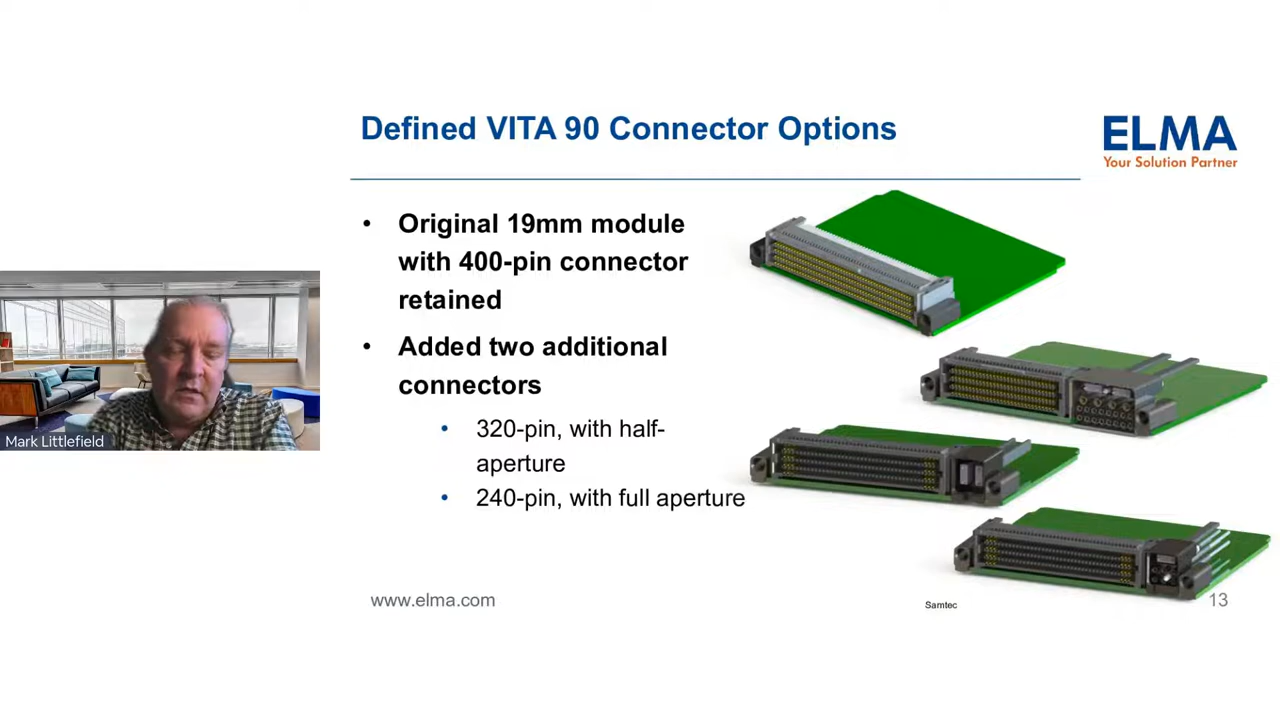 Defined VITA 90 Connector Options
ELMA
Your Solution Partner
• Original 19mm module
with 400-pin connector
retained
• Added two additional
connectors
• 320-pin, with half-
aperture
• 240-pin, with full aperture
Mark Littlefield
www.elma.com
Samtec
13